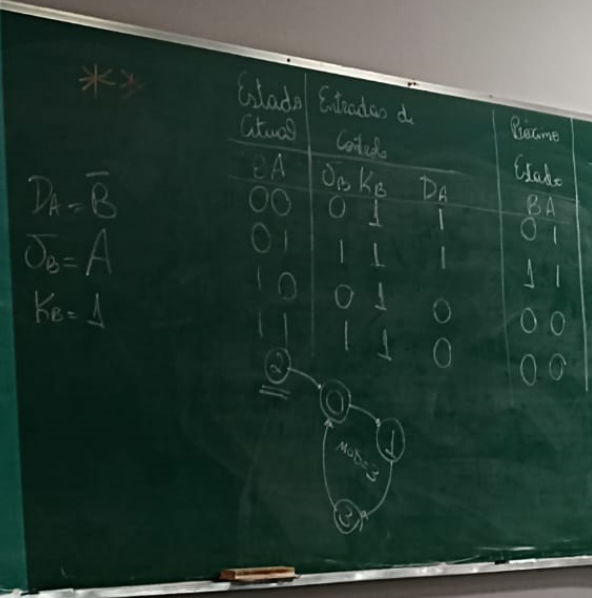 **
D_A = B̅
J_B = A
K_B = 1
Estado Atual | Entradas de Controle | Próximo Estado
B A | J_B K_B D_A | B A
0 0 | 0 1 1 | 0 1
0 1 | 1 1 1 | 1 1
1 0 | 0 1 0 | 0 0
1 1 | 1 1 0 | 0 0
2
0
1
MOD=3
3